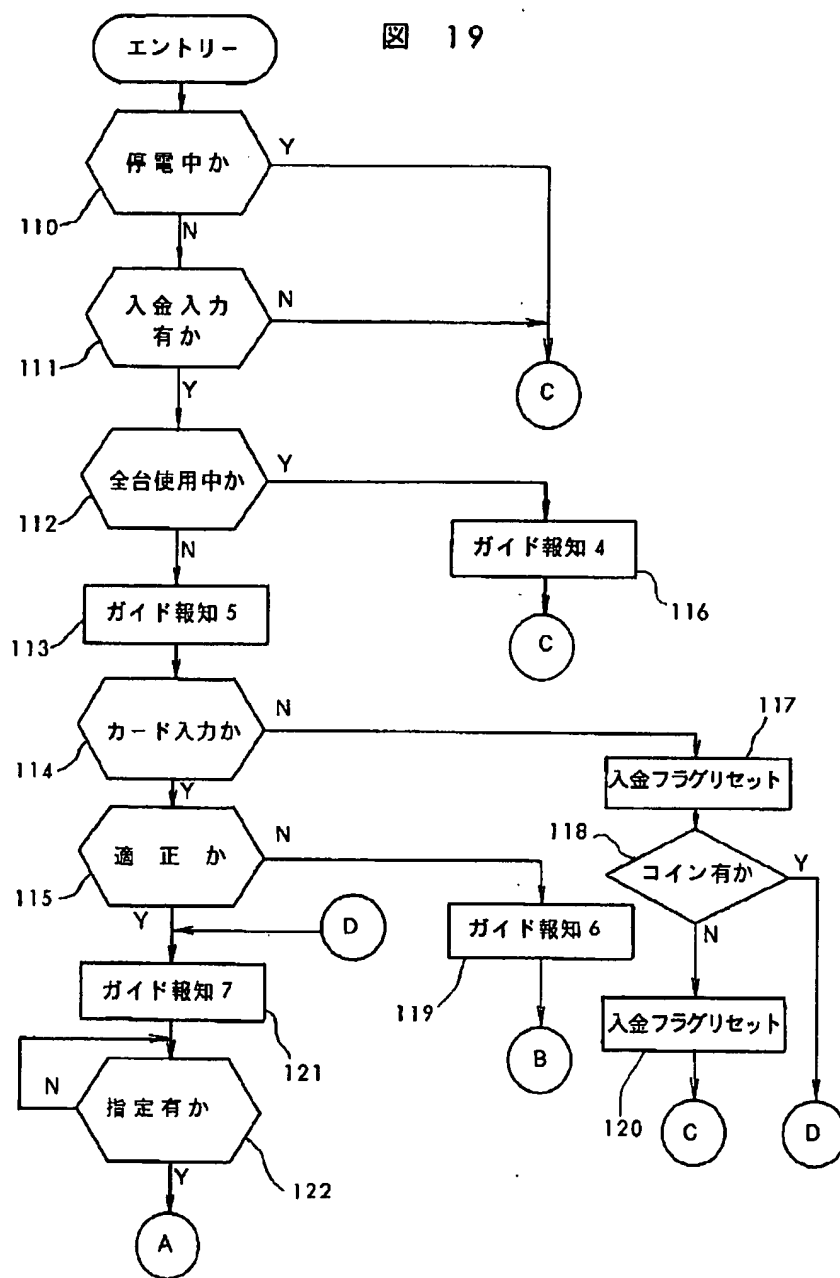 図 19
エントリー
停電中か
Y
110
N
入金入力
有か
N
111
Y
C
全台使用中か
Y
112
N
ガイド報知4
116
ガイド報知5
113
C
カード入力か
N
117
114
Y
入金フラグリセット
適正か
N
118
コイン有か
Y
115
Y
D
ガイド報知6
N
ガイド報知7
119
121
入金フラグリセット
N
指定有か
B
120
C
D
122
Y
A